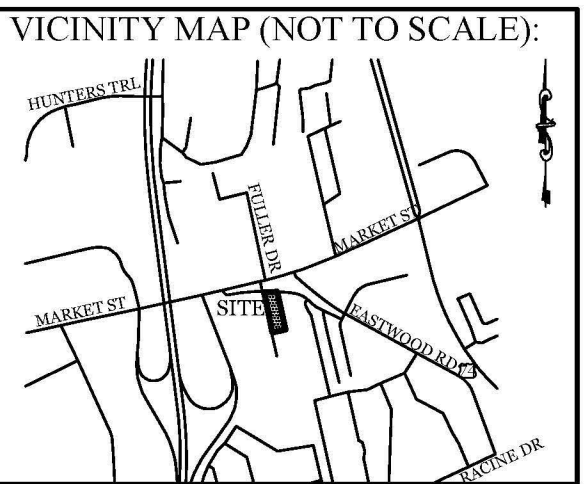 VICINITY MAP (NOT TO SCALE):
HUNTERS TRL
FULLER DR
MARKET ST
MARKET ST
SITE
EASTWOOD RD
RACINE DR